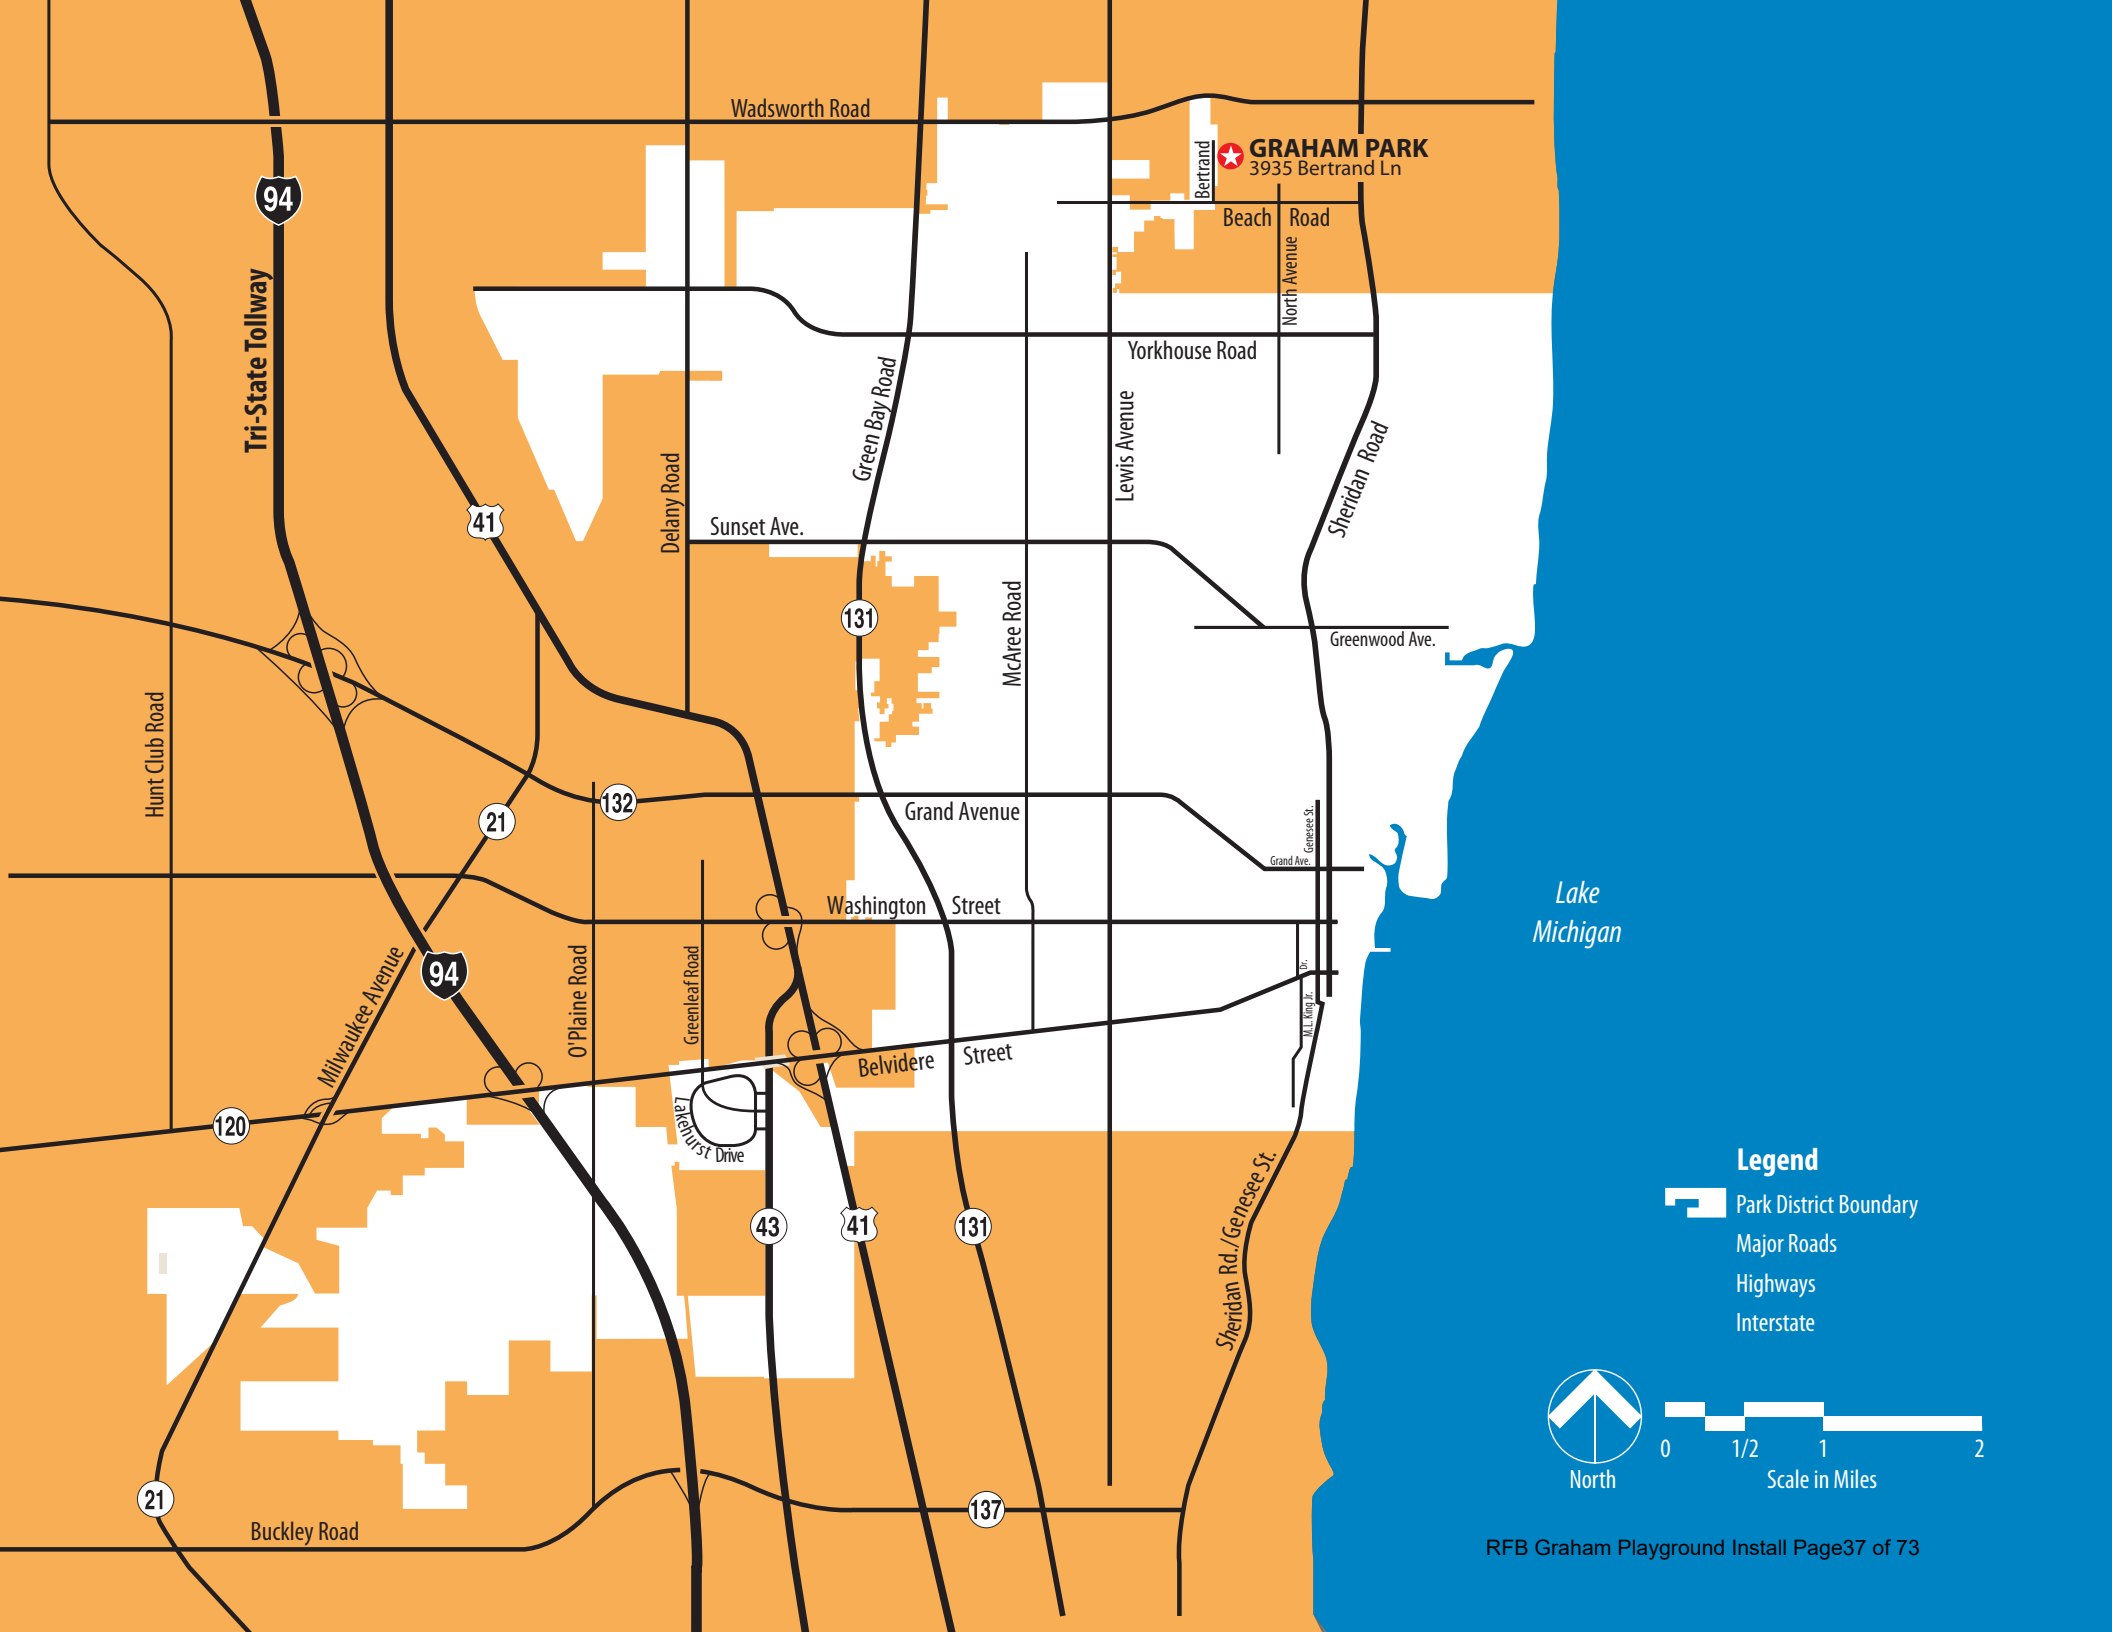 Wadsworth Road
GRAHAM PARK
3935 Bertrand Ln
Bertrand
94
Beach Road
North Avenue
Tri-State Tollway
Yorkhouse Road
Green Bay Road
Lewis Avenue
Sheridan Road
Delany Road
41
Sunset Ave.
131
McAree Road
Greenwood Ave.
Hunt Club Road
132
21
Grand Avenue
Genesee St.
Grand Ave.
Washington Street
Lake
Michigan
94
Milwaukee Avenue
O'Plaine Road
Greenleaf Road
M.L. King Jr. Dr.
Belvidere Street
120
Lakehurst Drive
43
41
131
Sheridan Rd./Genesee St.
Legend
Park District Boundary
Major Roads
Highways
Interstate
0 1/2 1 2
North
Scale in Miles
21
137
Buckley Road
RFB Graham Playground Install Page37 of 73